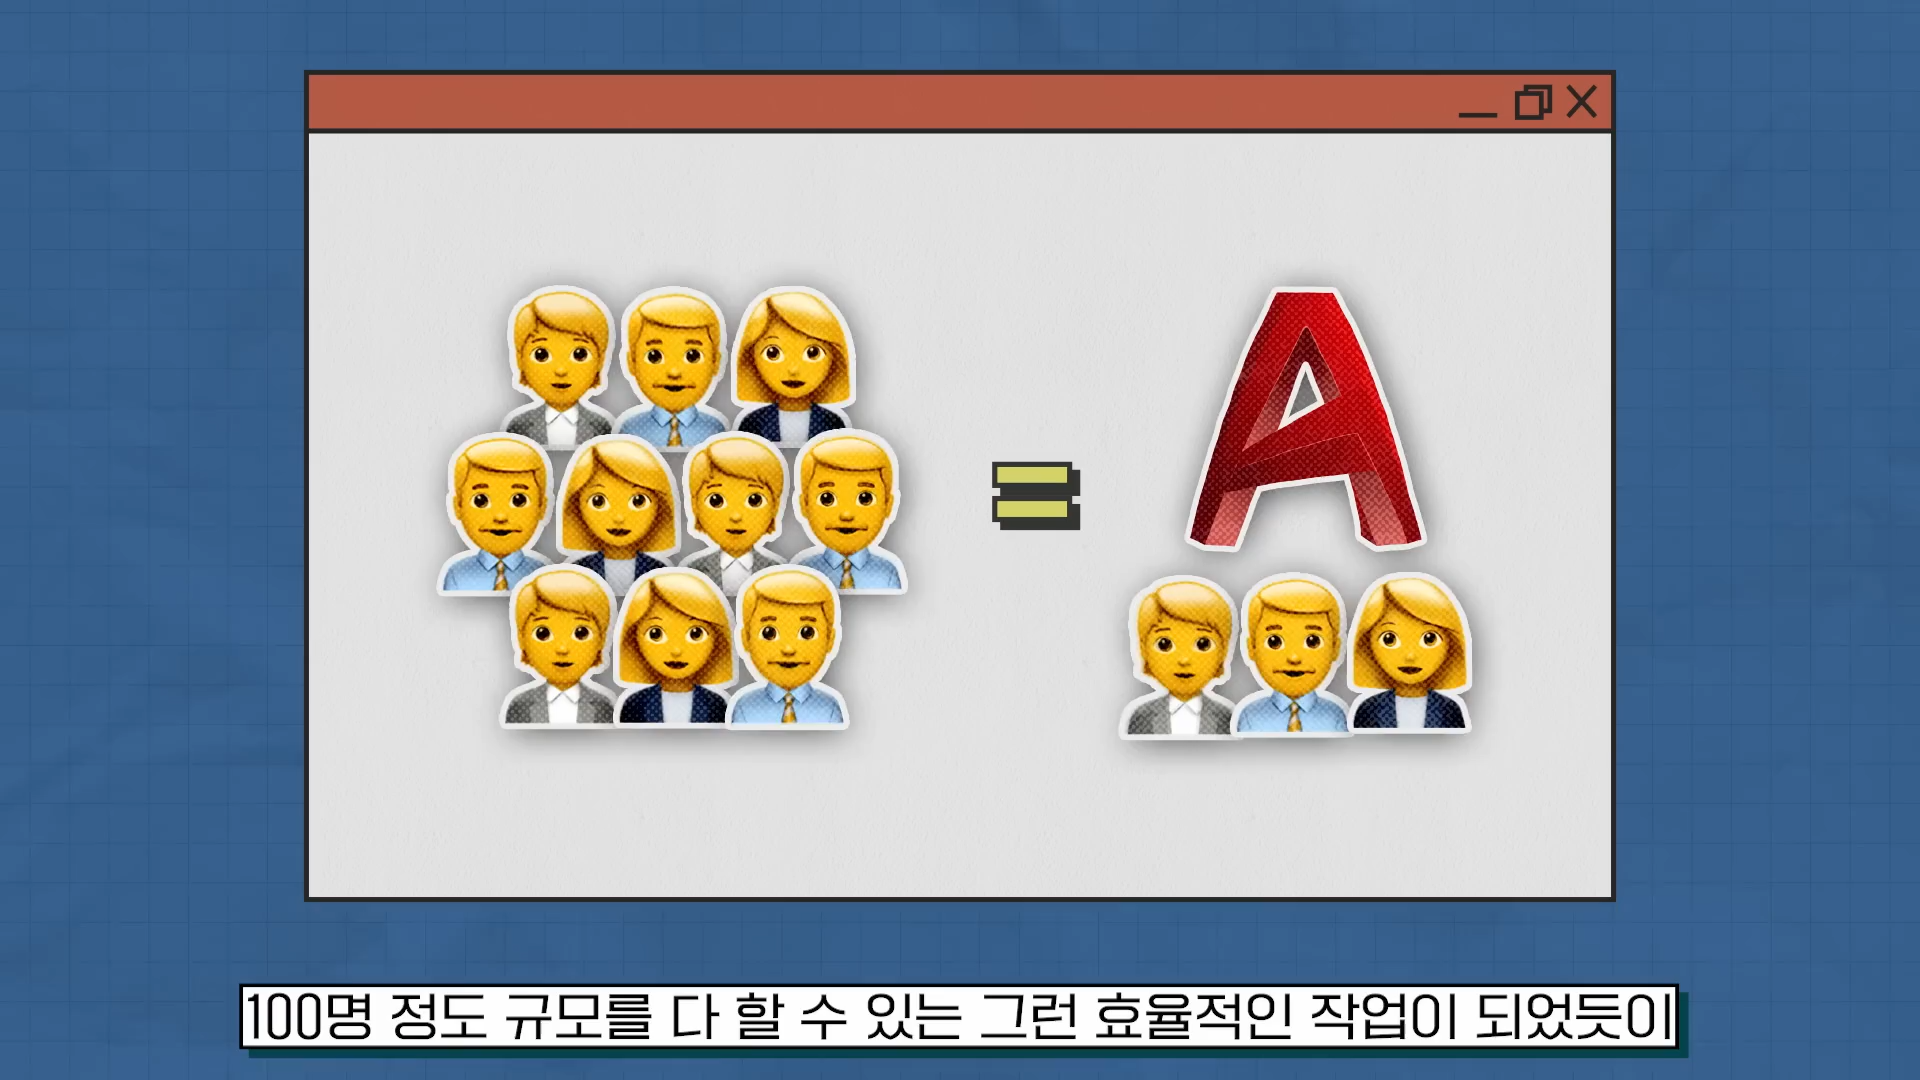 100명 정도 규모를 다 할 수 있는 그런 효율적인 작업이 되었듯이